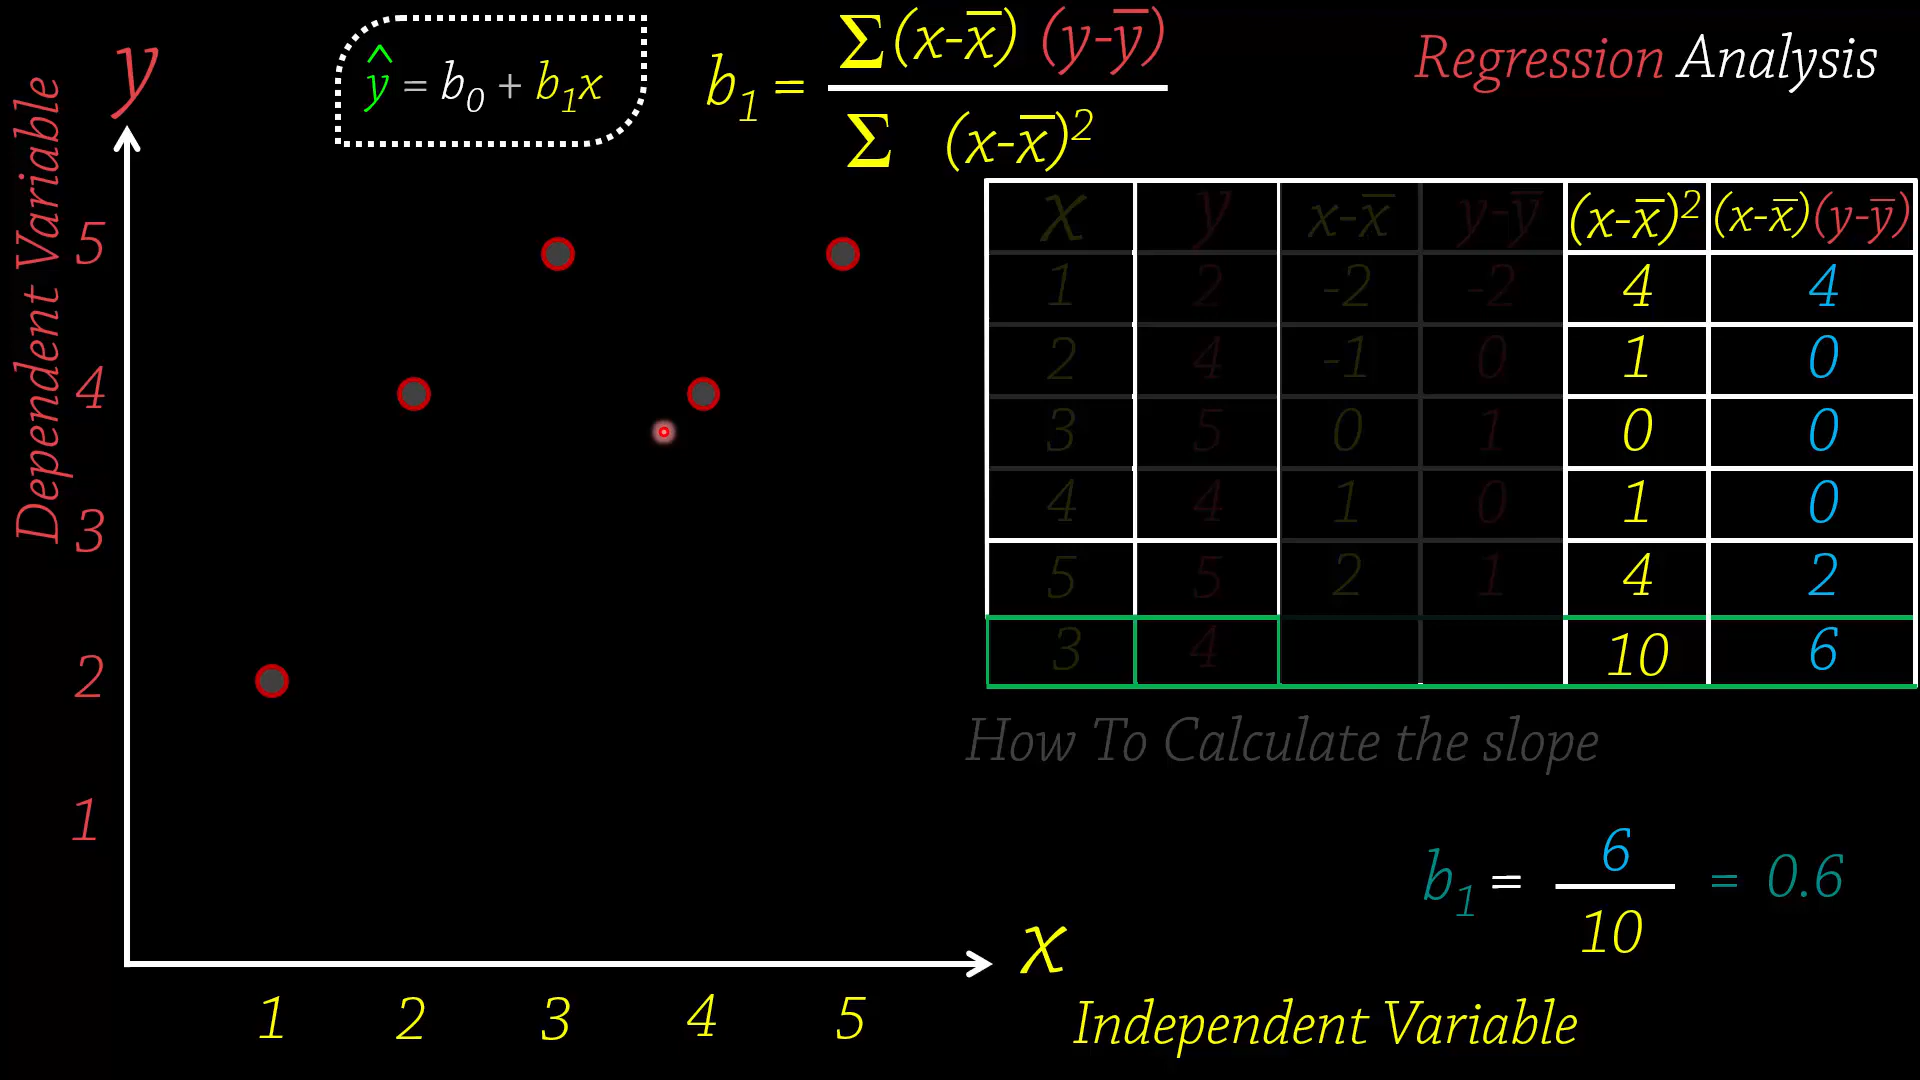 Regression Analysis
ŷ = b₀ + b₁x
b₁ = Σ(x-x̅) (y-y̅)
Σ (x-x̅)²
y
Dependent Variable
5
4
3
2
1
x y x-x̅ y-y̅ (x-x̅)² (x-x̅)(y-y̅)
1 2 -2 -2 4 4
2 4 -1 0 1 0
3 5 0 1 0 0
4 4 1 0 1 0
5 5 2 1 4 2
3 4 10 6
How To Calculate the slope
b₁ = 6 = 0.6
10
x
1 2 3 4 5
Independent Variable